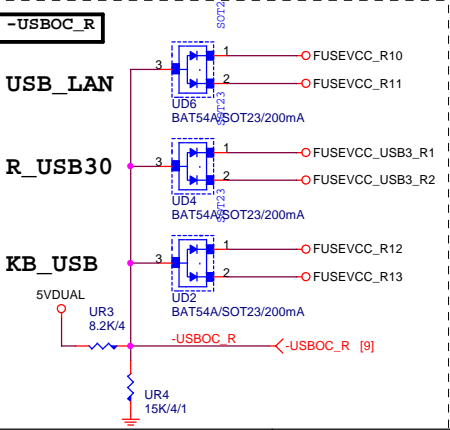 -USBOC_R
SOT2
USB_LAN
3
1
2
FUSEVCC_R10
FUSEVCC_R11
UD6
BAT54A/SOT23/200mA
SOT23
R_USB30
3
1
2
FUSEVCC_USB3_R1
FUSEVCC_USB3_R2
UD4
BAT54A/SOT23/200mA
SOT23
KB_USB
3
1
2
FUSEVCC_R12
FUSEVCC_R13
UD2
BAT54A/SOT23/200mA
5VDUAL
UR3
8.2K/4
-USBOC_R
-USBOC_R [9]
UR4
15K/4/1